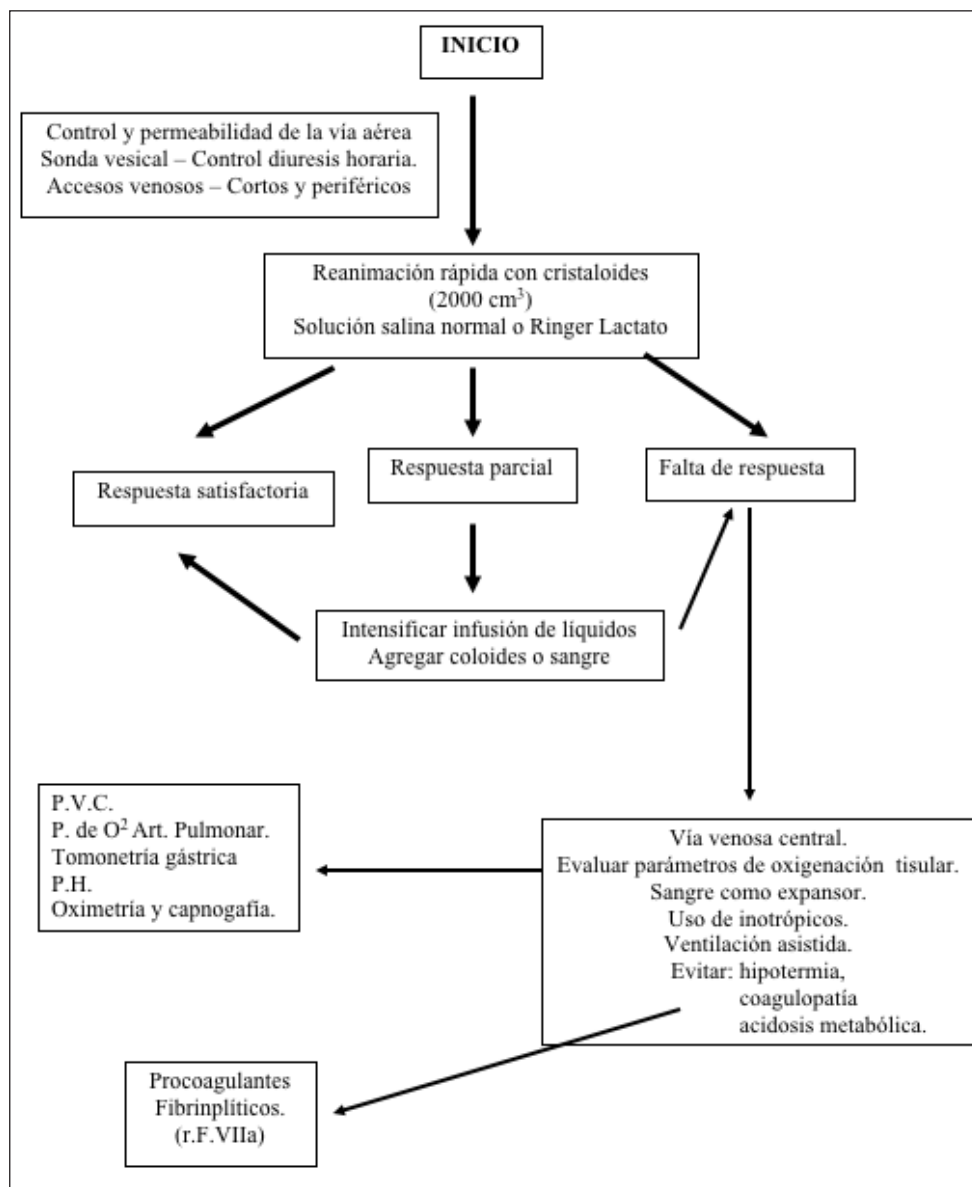 INICIO
Control y permeabilidad de la vía aérea
Sonda vesical – Control diuresis horaria.
Accesos venosos – Cortos y periféricos
Reanimación rápida con cristaloides
(2000 cm³)
Solución salina normal o Ringer Lactato
Respuesta satisfactoria
Respuesta parcial
Falta de respuesta
Intensificar infusión de líquidos
Agregar coloides o sangre
P.V.C.
P. de O² Art. Pulmonar.
Tomonetría gástrica
P.H.
Oximetría y capnogafía.
Vía venosa central.
Evaluar parámetros de oxigenación tisular.
Sangre como expansor.
Uso de inotrópicos.
Ventilación asistida.
Evitar: hipotermia,
coagulopatía
acidosis metabólica.
Procoagulantes
Fibrinplíticos.
(r.F.VIIa)